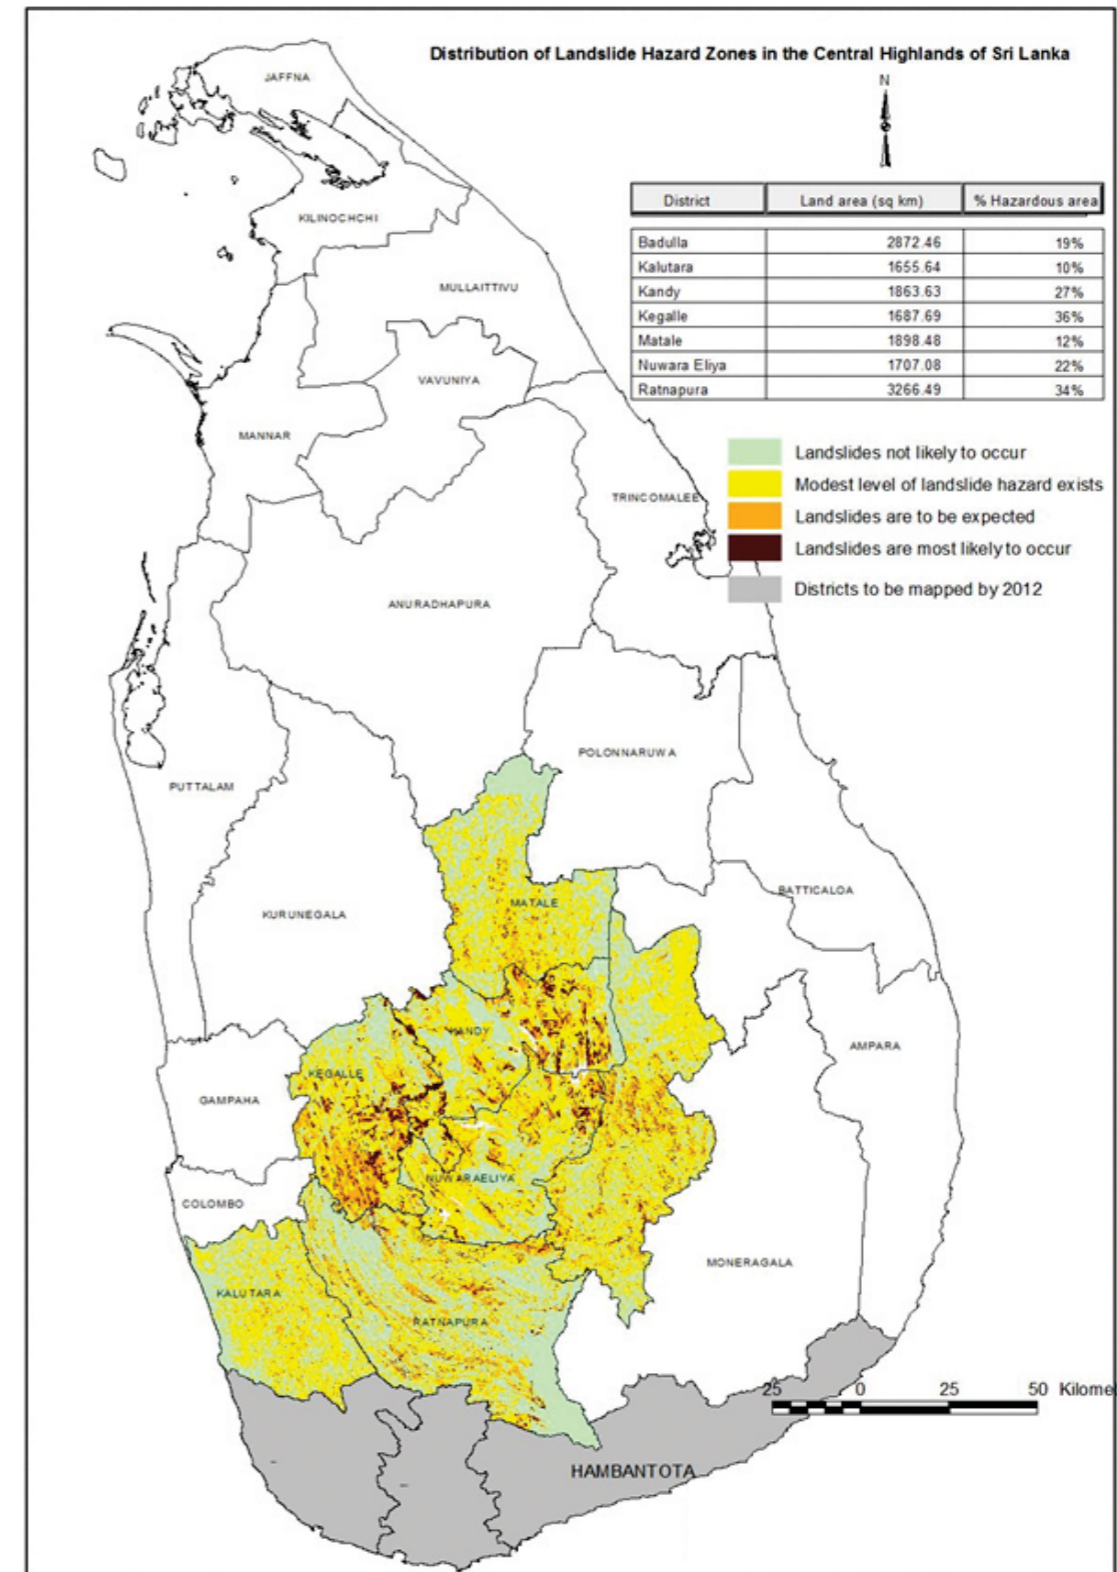 Distribution of Landslide Hazard Zones in the Central Highlands of Sri Lanka
N
JAFFNA
District Land area (sq km) % Hazardous area
KILINOCHCHI
Badulla 2872.46 19%
Kalutara 1655.64 10%
Kandy 1863.63 27%
Kegalle 1687.69 36%
Matale 1898.48 12%
Nuwara Eliya 1707.08 22%
Ratnapura 3266.49 34%
MULLAITTIVU
VAVUNIYA
MANNAR
Landslides not likely to occur
Modest level of landslide hazard exists
Landslides are to be expected
Landslides are most likely to occur
Districts to be mapped by 2012
TRINCOMALEE
ANURADHAPURA
POLONNARUWA
PUTTALAM
BATTICALOA
MATALE
KURUNEGALA
KANDY
AMPARA
KEGALLE
GAMPAHA
NUWARAELIYA
COLOMBO
MONERAGALA
KALUTARA
RATNAPURA
25 0 25 50 Kilome
HAMBANTOTA